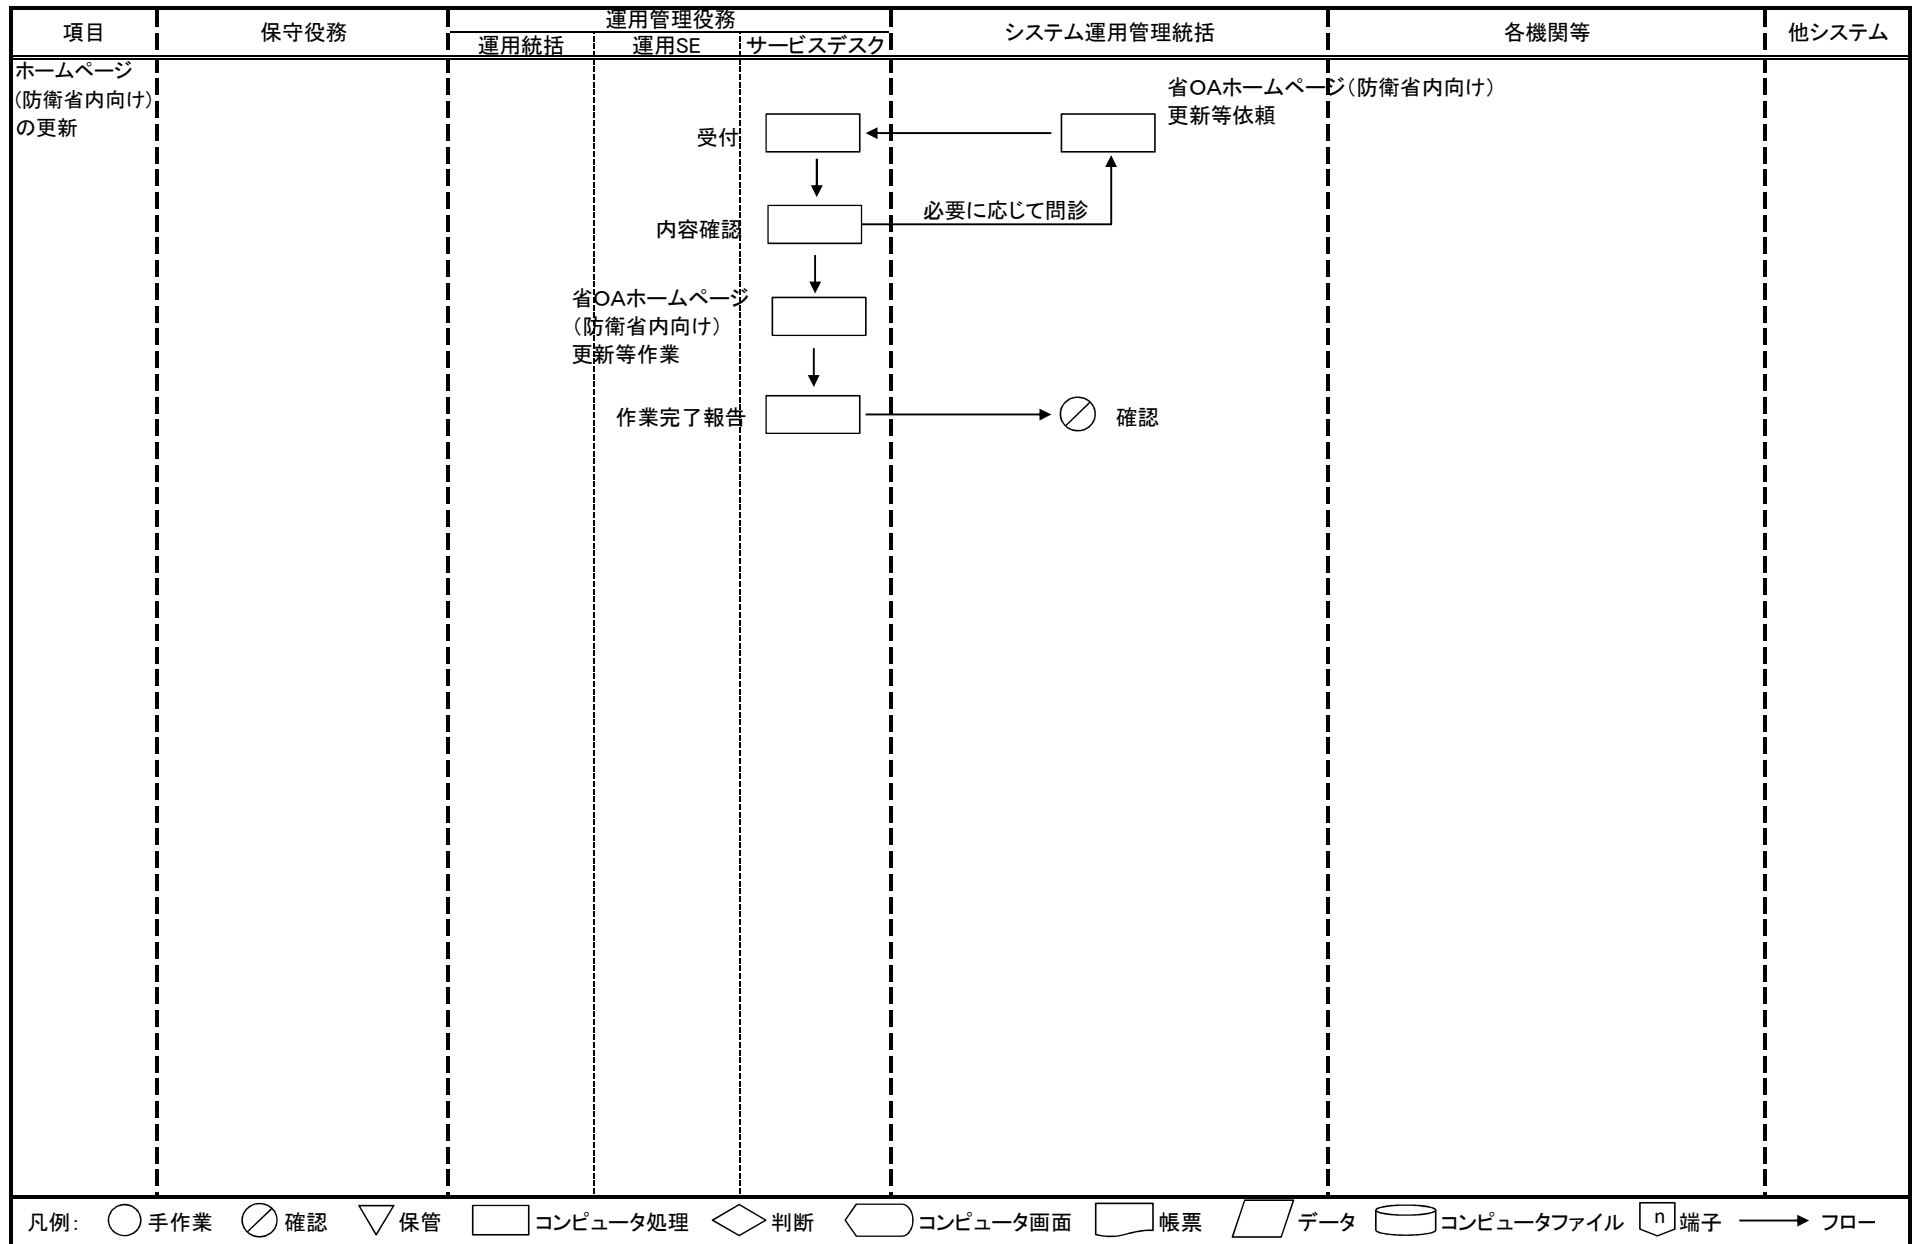 項目
保守役務
運用管理役務
運用統括
運用SE
サービスデスク
システム運用管理統括
各機関等
他システム
ホームページ
(防衛省内向け)
の更新
省OAホームページ（防衛省内向け）
更新等依頼
受付
必要に応じて問診
内容確認
省OAホームページ
（防衛省内向け）
更新等作業
作業完了報告
確認
凡例： 手作業 確認 保管 コンピュータ処理 判断 コンピュータ画面 帳票 データ コンピュータファイル n 端子 フロー